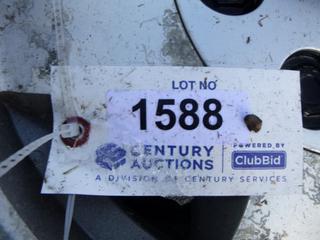 LOT NO
1588
CENTURY AUCTIONS
POWERED BY
ClubBid
A DIVISION OF CENTURY SERVICES